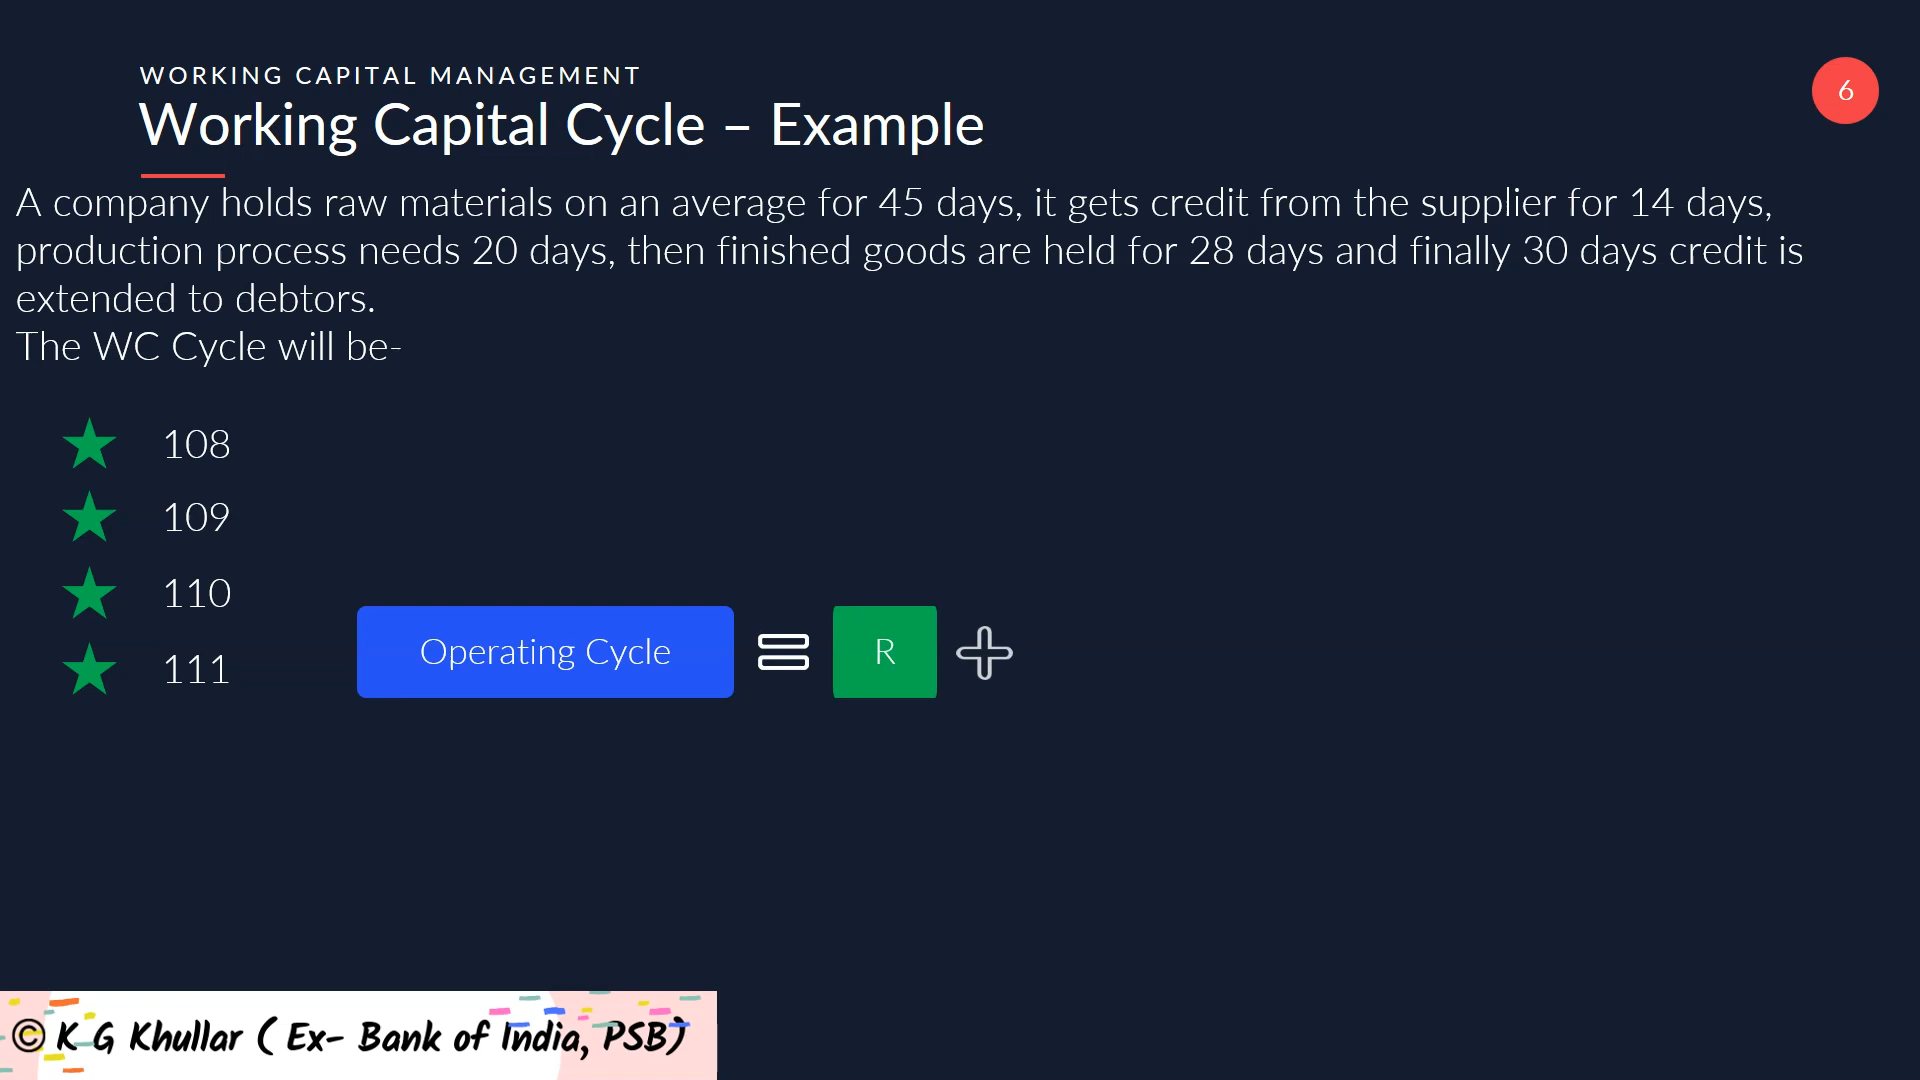 WORKING CAPITAL MANAGEMENT
Working Capital Cycle – Example
6
A company holds raw materials on an average for 45 days, it gets credit from the supplier for 14 days,
production process needs 20 days, then finished goods are held for 28 days and finally 30 days credit is
extended to debtors.
The WC Cycle will be-
108
109
110
111
Operating Cycle = R +
© K G Khullar ( Ex- Bank of India, PSB)